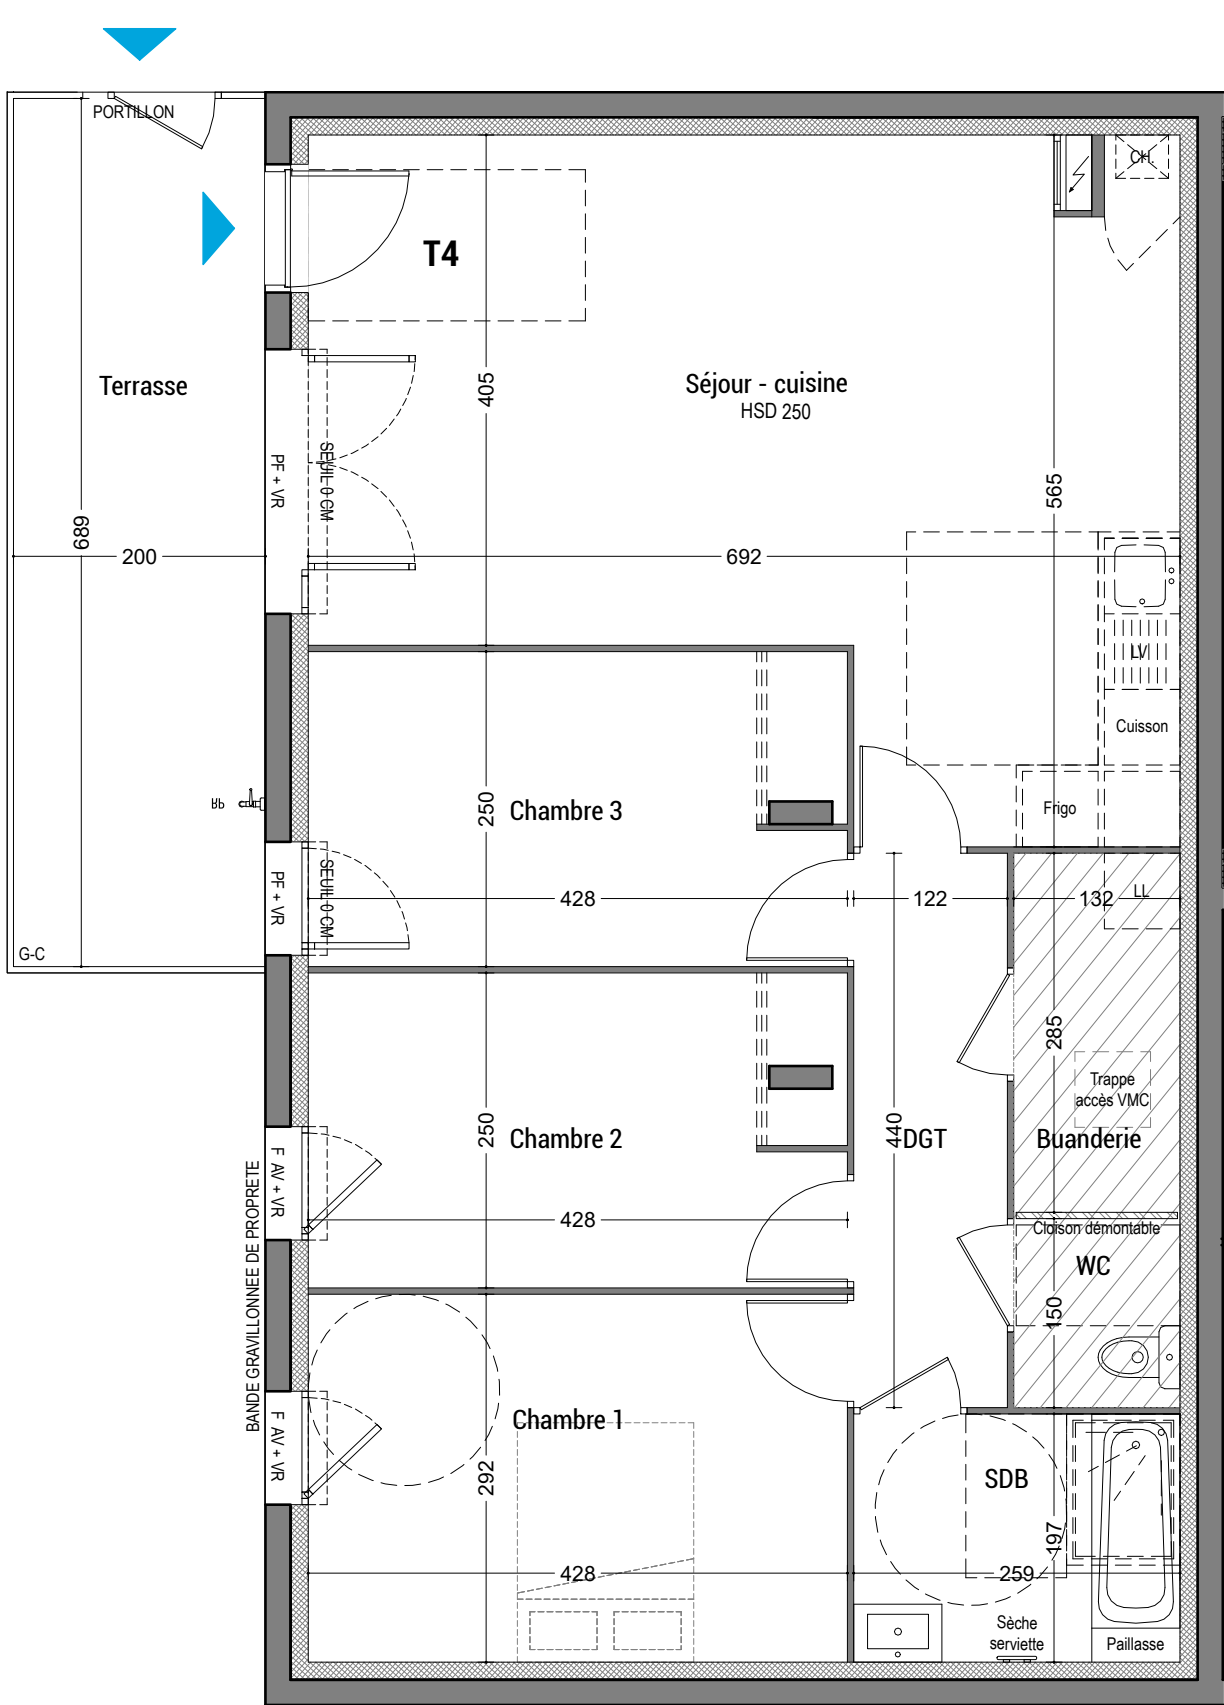 PORTILLON
CH.
T4
Terrasse
405
Séjour - cuisine
HSD 250
PF + VR
SEUIL 0 CM
565
689
200
692
LV
Cuisson
Frigo
Rb
250
Chambre 3
PF + VR
SEUIL 0 CM
428
122
132
LL
G-C
285
Trappe
accès VMC
250
Chambre 2
440
DGT
Buanderie
F AV + VR
BANDE GRAVILLONNEE DE PROPRETE
428
Cloison démontable
WC
150
Chambre 1
F AV + VR
292
SDB
197
428
259
Sèche
serviette
Paillasse